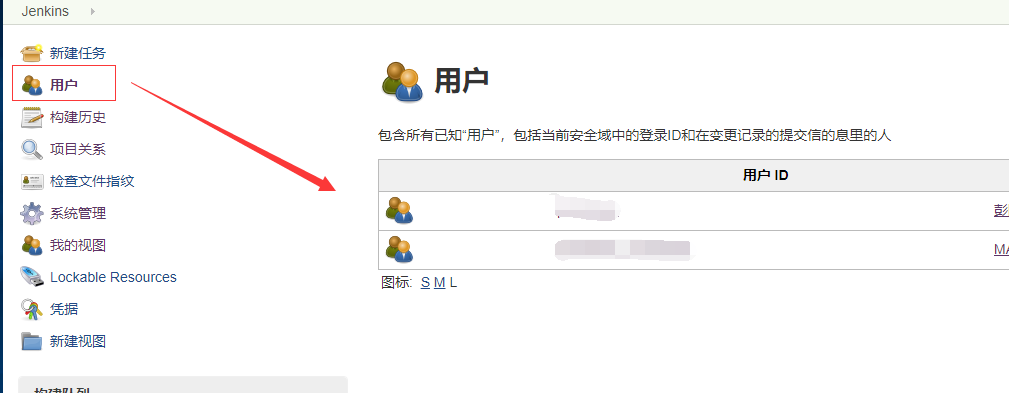 Jenkins
新建任务
用户
构建历史
项目关系
检查文件指纹
系统管理
我的视图
Lockable Resources
凭据
新建视图
构建队列
用户
包含所有已知“用户”，包括当前安全域中的登录ID和在变更记录的提交信的息里的人
用户 ID
彭
MA
图标: S M L